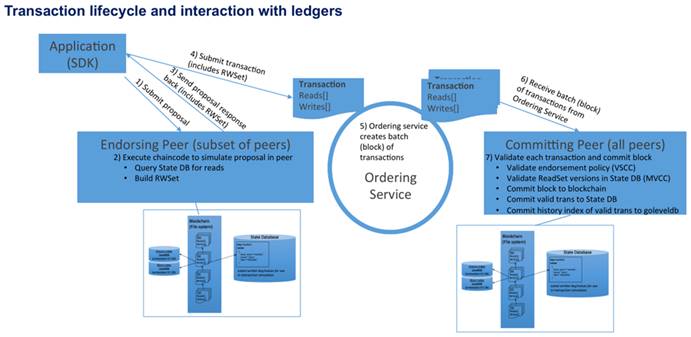 Transaction lifecycle and interaction with ledgers
Application
(SDK)
4) Submit transaction
(includes RWSet)
3) Send proposal response
back (includes RWSet)
1) Submit proposal
Transaction
Reads[]
Writes[]
Transaction
Transaction
Reads[]
Writes[]
6) Receive batch (block)
of transactions from
Ordering Service
5) Ordering service
creates batch
(block) of
transactions
Ordering
Service
Endorsing Peer (subset of peers)
2) Execute chaincode to simulate proposal in peer
• Query State DB for reads
• Build RWSet
Committing Peer (all peers)
7) Validate each transaction and commit block
• Validate endorsement policy (VSCC)
• Validate ReadSet versions in State DB (MVCC)
• Commit block to blockchain
• Commit valid trans to State DB
• Commit history index of valid trans to goleveldb
Blockchain
(File system)
State Database
Blockchain
(File system)
State Database